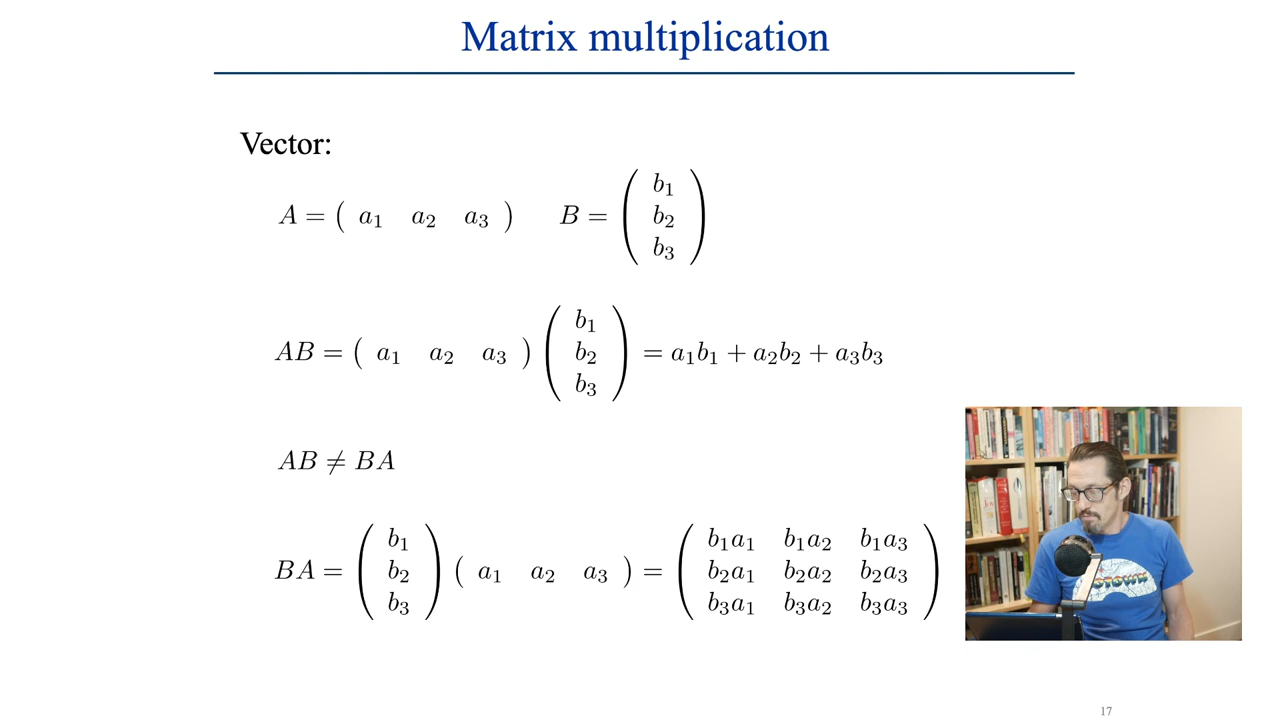 Matrix multiplication
Vector:
A = ( a₁ a₂ a₃ ) B = ( b₁ b₂ b₃ )
AB = ( a₁ a₂ a₃ ) ( b₁ b₂ b₃ ) = a₁b₁ + a₂b₂ + a₃b₃
AB ≠ BA
BA = ( b₁ b₂ b₃ ) ( a₁ a₂ a₃ ) = ( b₁a₁ b₁a₂ b₁a₃
b₂a₁ b₂a₂ b₂a₃
b₃a₁ b₃a₂ b₃a₃ )
17